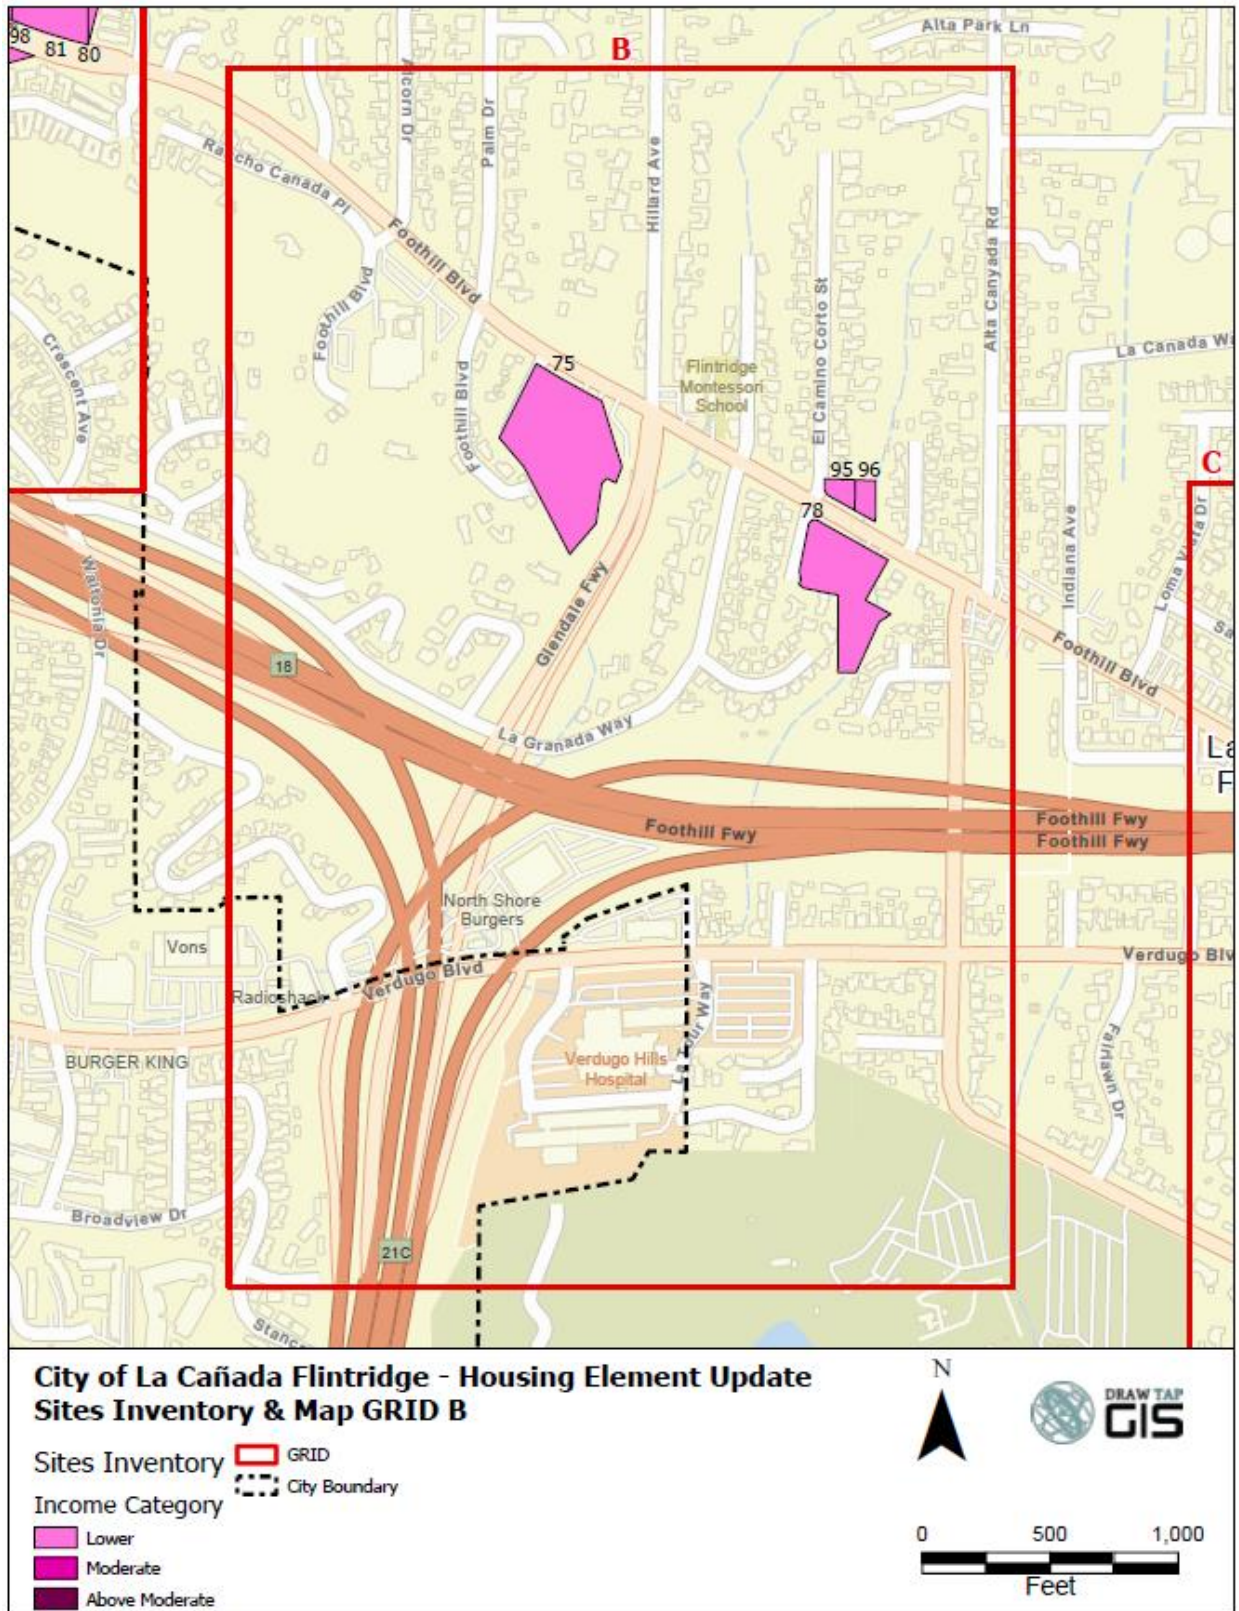 98
81 80
B
Alta Park Ln
Alcorn Dr
Palm Dr
Rancho Canada Pl
Hillard Ave
Foothill Blvd
Foothill Blvd
Alta Canyada Rd
El Camino Corto St
Crescent Ave
La Canada
75
Flintridge
Montessori
School
Foothill Blvd
95 96
C
78
Indiana Ave
Loma Vista Dr
Waltonia Dr
Glendale Fwy
Foothill Blvd
18
La Granada Way
La
F
Foothill Fwy
Foothill Fwy
Foothill Fwy
North Shore
Burgers
Vons
Verdugo Blvd
Verdugo Blv
Radioshack
BURGER KING
Verdugo Hills
Hospital
Fairlawn Dr
Broadview Dr
21C
City of La Cañada Flintridge - Housing Element Update
Sites Inventory & Map GRID B
N
DRAW TAP
GIS
Sites Inventory
GRID
City Boundary
Income Category
Lower
Moderate
Above Moderate
0 500 1,000
Feet